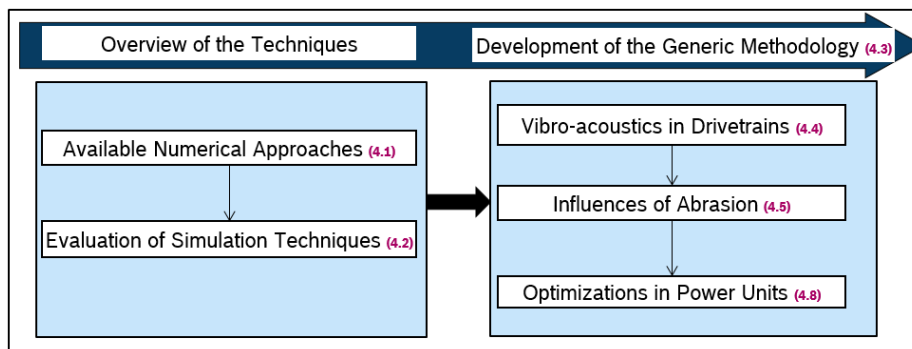 Overview of the Techniques
Development of the Generic Methodology (4.3)
Available Numerical Approaches (4.1)
Evaluation of Simulation Techniques (4.2)
Vibro-acoustics in Drivetrains (4.4)
Influences of Abrasion (4.5)
Optimizations in Power Units (4.8)